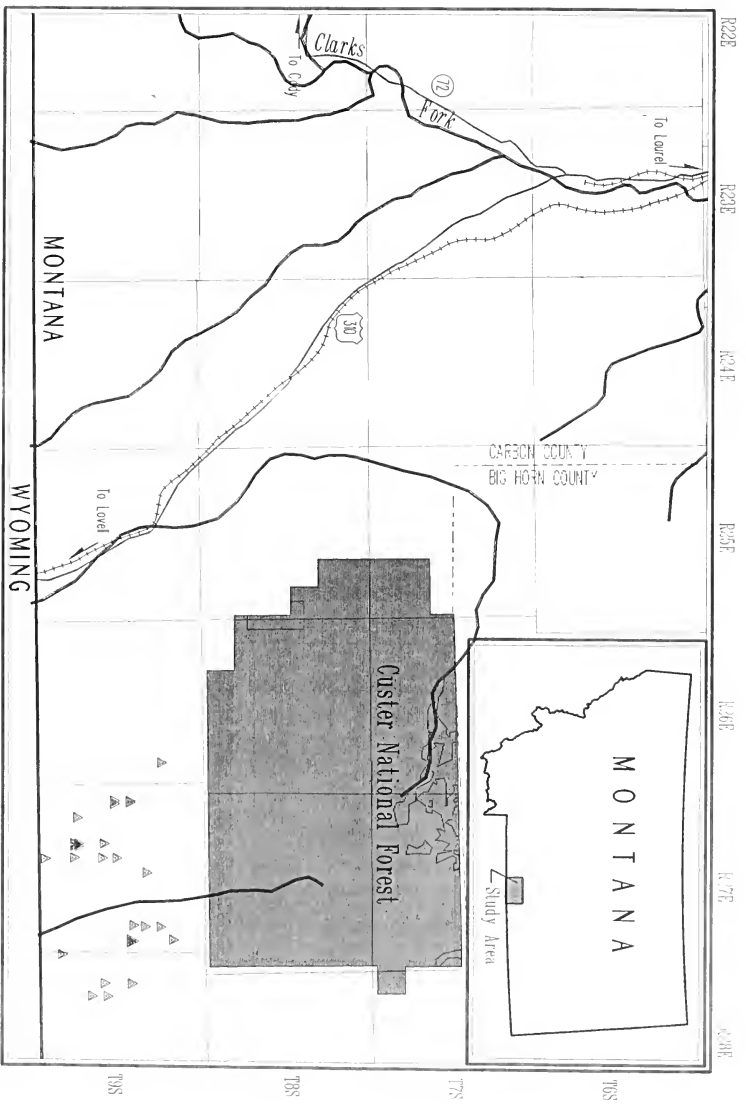 R22E
R23E
R24E
R25E
R26E
R27E
R28E
T6S
T7S
T8S
T9S
To Laurel
72
Clarks
Fork
To Cody
310
CARBON COUNTY
BIG HORN COUNTY
MONTANA
Study Area
Custer National Forest
To Lovel
MONTANA
WYOMING